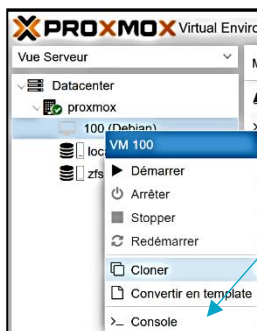 PROXMOX Virtual Enviro
Vue Serveur
Datacenter
proxmox
100 (Debian)
VM 100
Démarrer
Arrêter
Stopper
Redémarrer
Cloner
Convertir en template
>_ Console